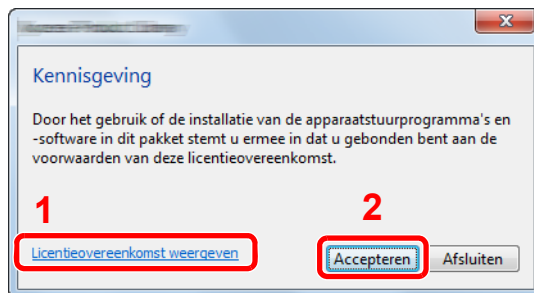 Kennisgeving
Door het gebruik of de installatie van de apparaatstuurprogramma's en
-software in dit pakket stemt u ermee in dat u gebonden bent aan de
voorwaarden van deze licentieovereenkomst.
1
2
Licentieovereenkomst weergeven
Accepteren Afsluiten